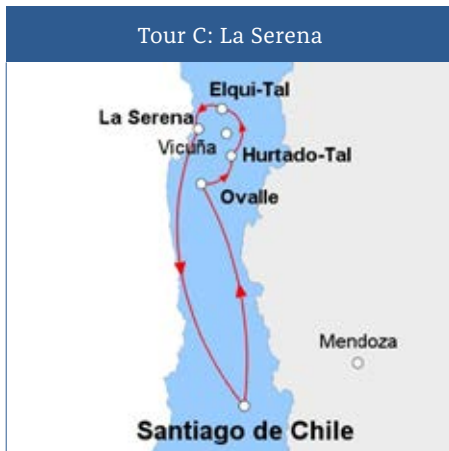 Tour C: La Serena
Elqui-Tal
La Serena
Vicuña
Hurtado-Tal
Ovalle
Mendoza
Santiago de Chile